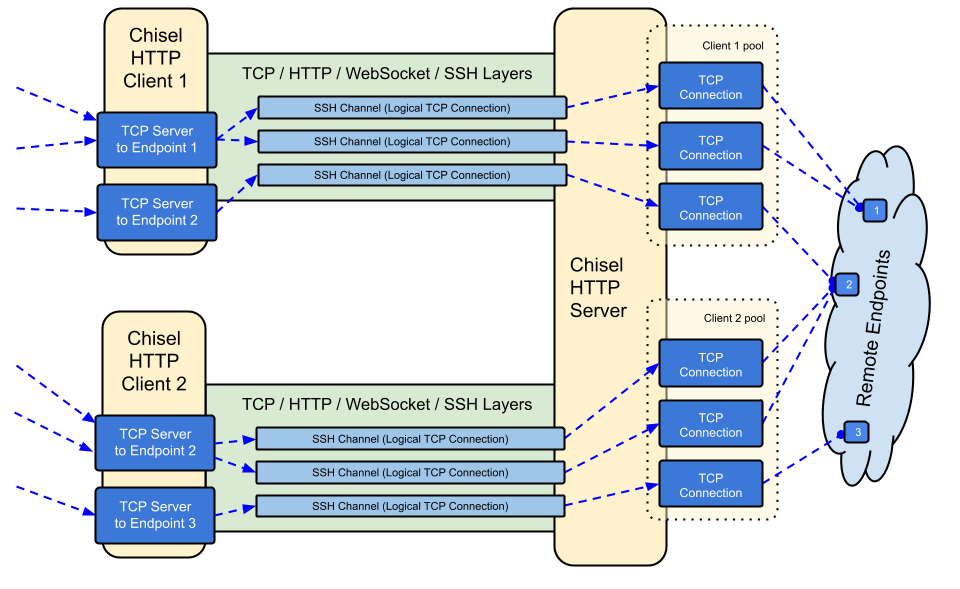 Chisel
HTTP
Client 1
TCP Server
to Endpoint 1
TCP Server
to Endpoint 2
TCP / HTTP / WebSocket / SSH Layers
SSH Channel (Logical TCP Connection)
SSH Channel (Logical TCP Connection)
SSH Channel (Logical TCP Connection)
Chisel
HTTP
Server
Client 1 pool
TCP
Connection
TCP
Connection
TCP
Connection
Chisel
HTTP
Client 2
TCP Server
to Endpoint 2
TCP Server
to Endpoint 3
TCP / HTTP / WebSocket / SSH Layers
SSH Channel (Logical TCP Connection)
SSH Channel (Logical TCP Connection)
SSH Channel (Logical TCP Connection)
Client 2 pool
TCP
Connection
TCP
Connection
TCP
Connection
1
2
3
Remote Endpoints